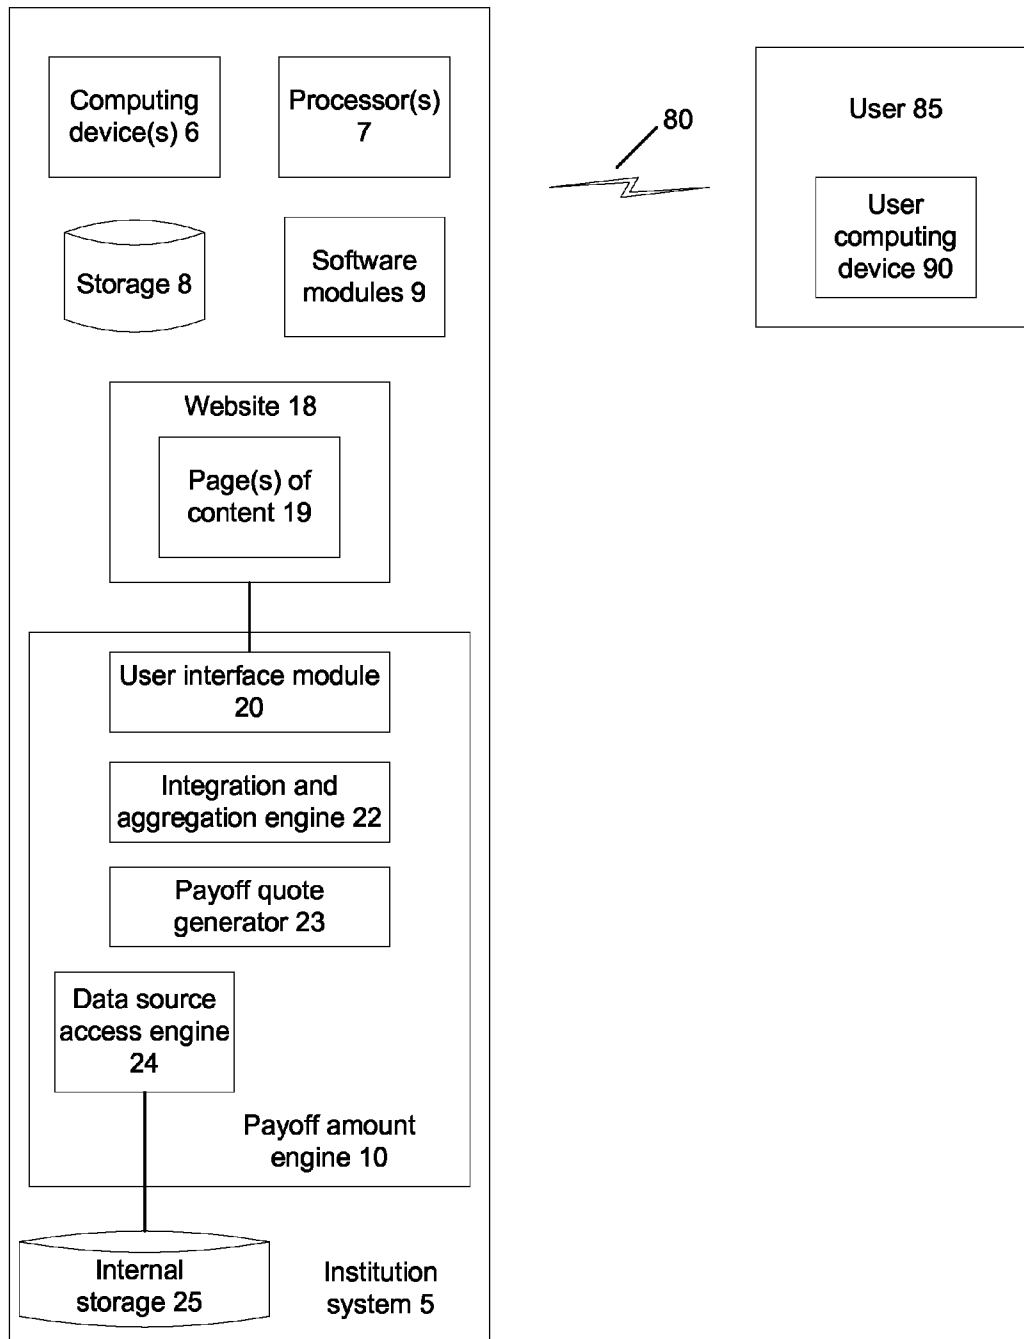 Computing
device(s) 6
Processor(s)
7
80
User 85
User
computing
device 90
Storage 8
Software
modules 9
Website 18
Page(s) of
content 19
User interface module
20
Integration and
aggregation engine 22
Payoff quote
generator 23
Data source
access engine
24
Payoff amount
engine 10
Internal
storage 25
Institution
system 5